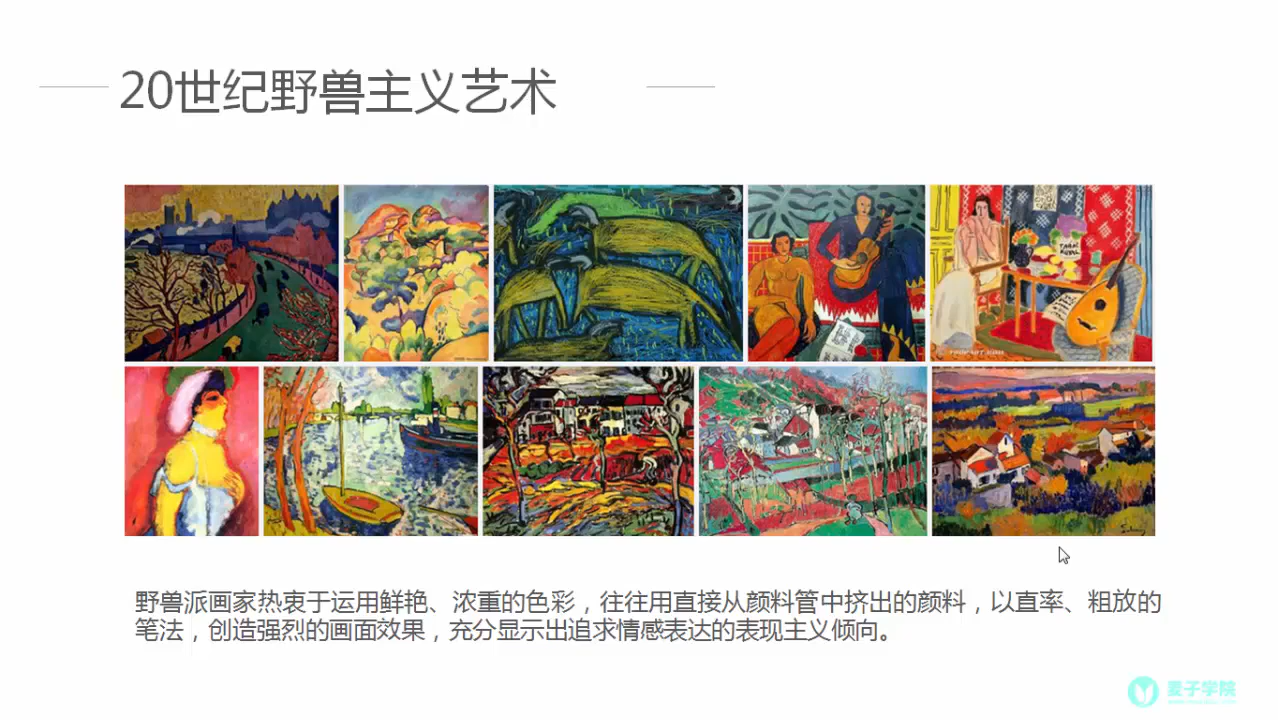 20世纪野兽主义艺术
野兽派画家热衷于运用鲜艳、浓重的色彩，往往用直接从颜料管中挤出的颜料，以直率、粗放的
笔法，创造强烈的画面效果，充分显示出追求情感表达的表现主义倾向。
麦子学院